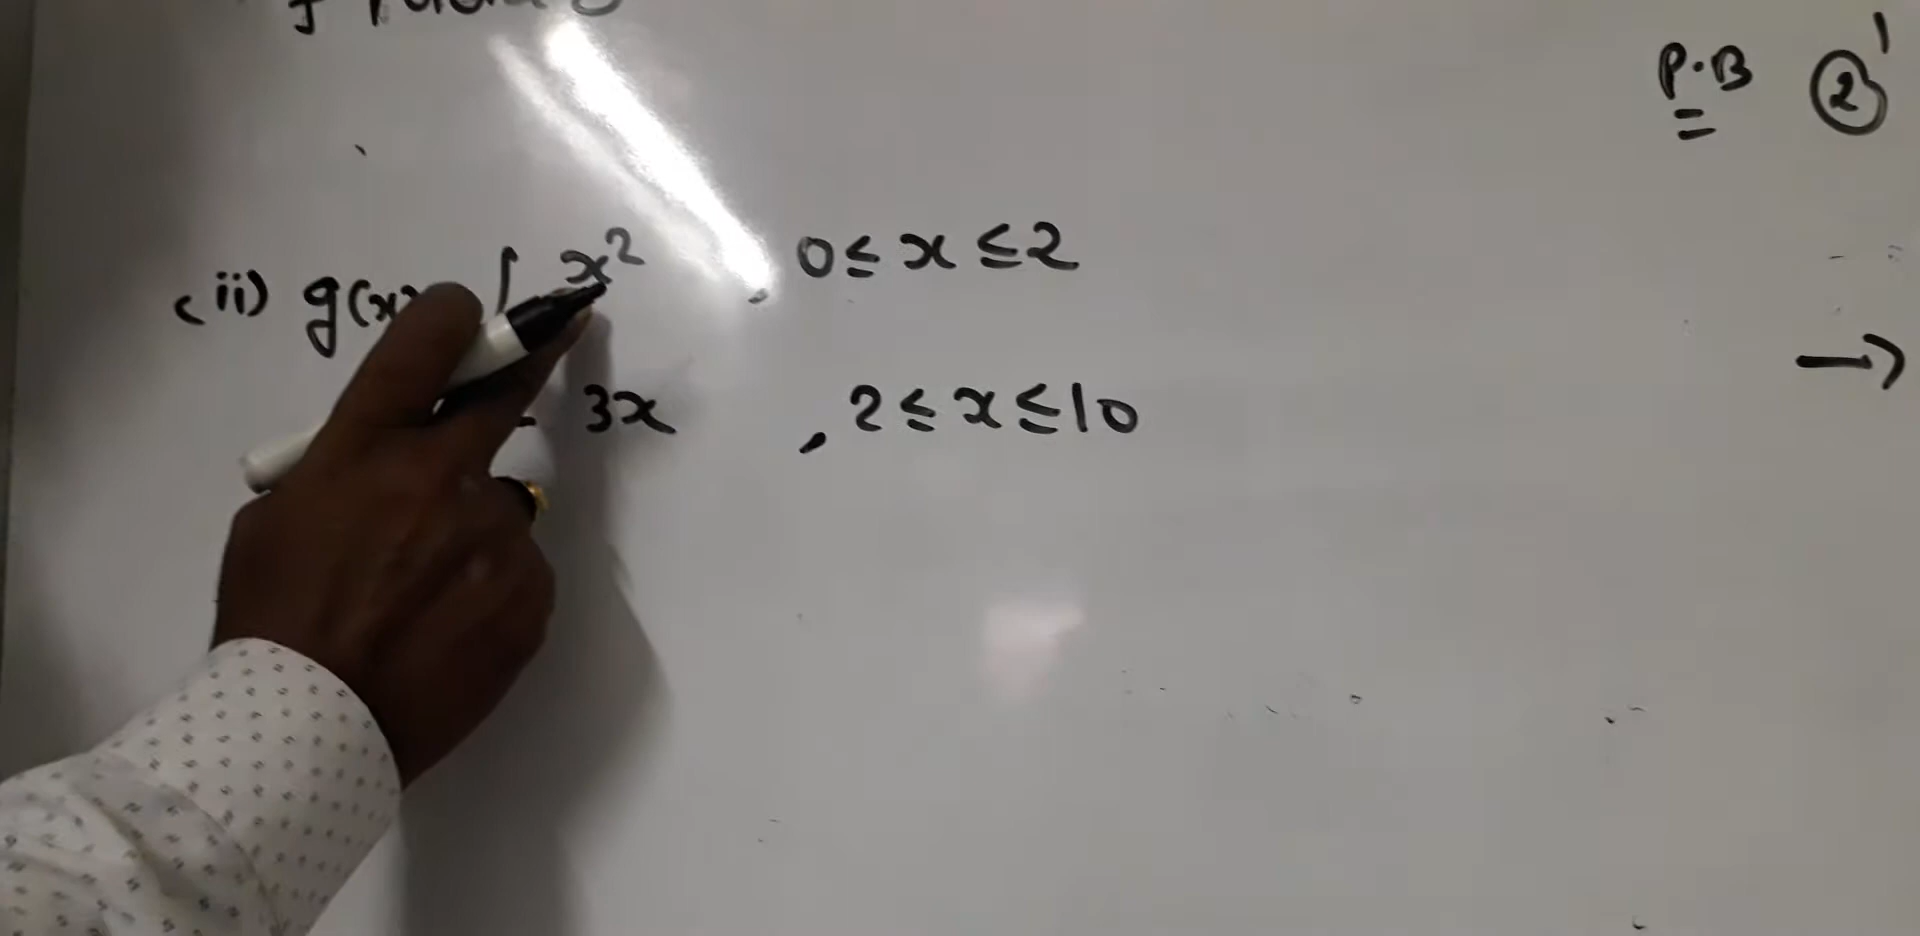 P.B ②
(ii) g(x) x² , 0 ≤ x ≤ 2
3x , 2 ≤ x ≤ 10
→